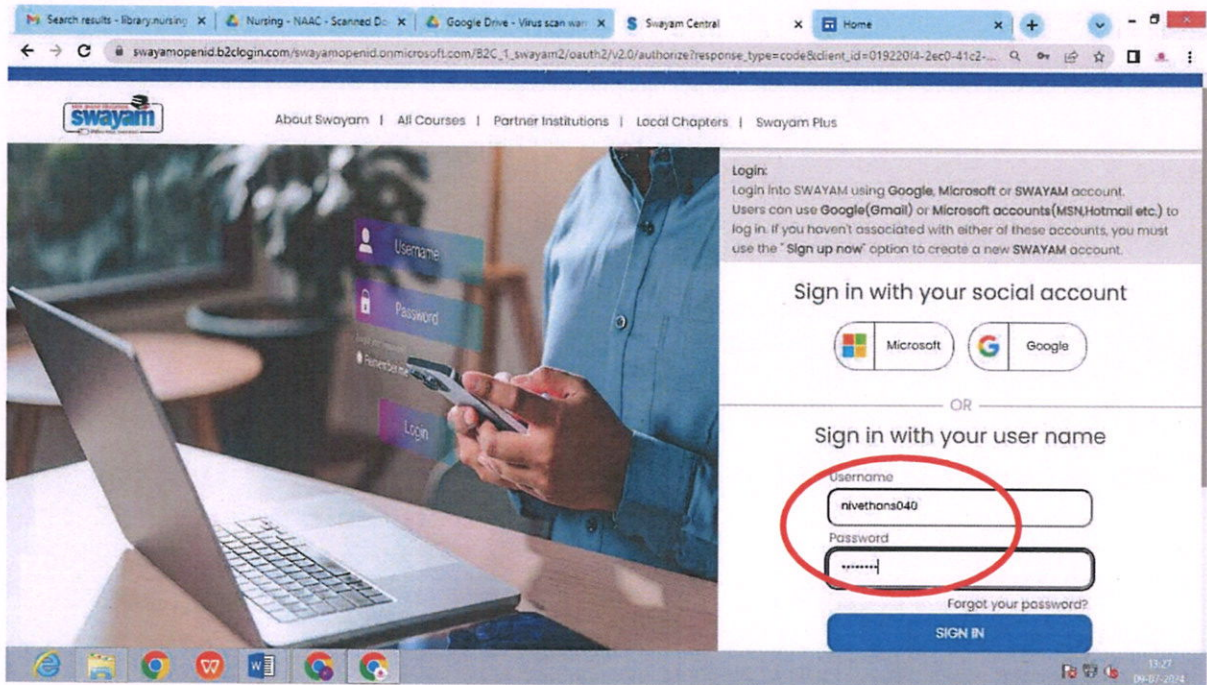 Search results - library.nursing
Nursing - NAAC - Scanned Do
Google Drive - Virus scan warn
Swayam Central
Home
swayamopenid.b2clogin.com/swayamopenid.onmicrosoft.com/B2C_1_swayam2/oauth2/v2.0/authorize?response_type=code&client_id=019220f4-2ec0-41c2-...
swayam
About Swayam | All Courses | Partner Institutions | Local Chapters | Swayam Plus
Login:
Login into SWAYAM using Google, Microsoft or SWAYAM account.
Users can use Google(Gmail) or Microsoft accounts(MSN,Hotmail etc.) to
log in. If you haven't associated with either of these accounts, you must
use the "Sign up now" option to create a new SWAYAM account.
Username
Password
Remember me
Login
Sign in with your social account
Microsoft
Google
OR
Sign in with your user name
Username
nivethans040
Password
Forgot your password?
SIGN IN
13:27
09-07-2024